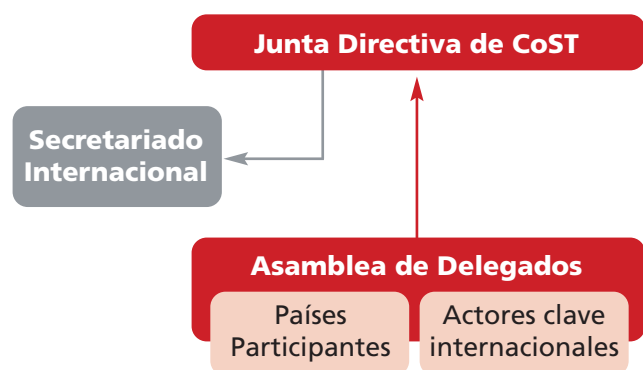 Junta Directiva de CoST
Secretariado
Internacional
Asamblea de Delegados
Países
Participantes
Actores clave
internacionales